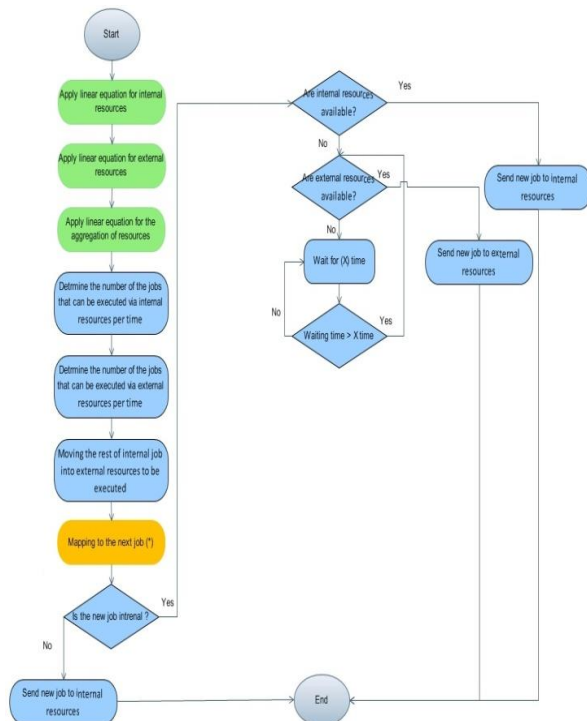 Start
Apply linear equation for internal
resources
Apply linear equation for external
resources
Apply linear equation for the
aggregation of resources
Detrmine the number of the jobs
that can be executed via internal
resources per time
Detrmine the number of the jobs
that can be executed via external
resources per time
Moving the rest of internal job
into external resources to be
executed
Mapping to the next job (*)
Is the new job intrenal ?
Yes
No
Send new job to internal
resources
Are internal resources
available?
Yes
No
Are external resources
available?
Yes
No
Wait for (X) time
No
Waiting time > X time
Yes
Send new job to internal
resources
Send new job to external
resources
End